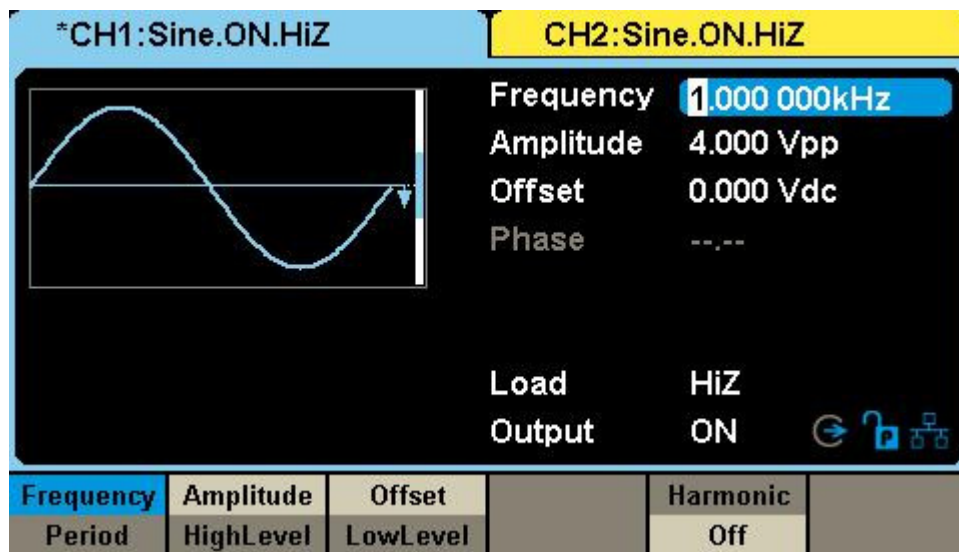 *CH1:Sine.ON.HiZ
CH2:Sine.ON.HiZ
Frequency 1.000 000kHz
Amplitude 4.000 Vpp
Offset 0.000 Vdc
Phase --.--
Load HiZ
Output ON
P
Frequency Amplitude Offset Harmonic
Period HighLevel LowLevel Off